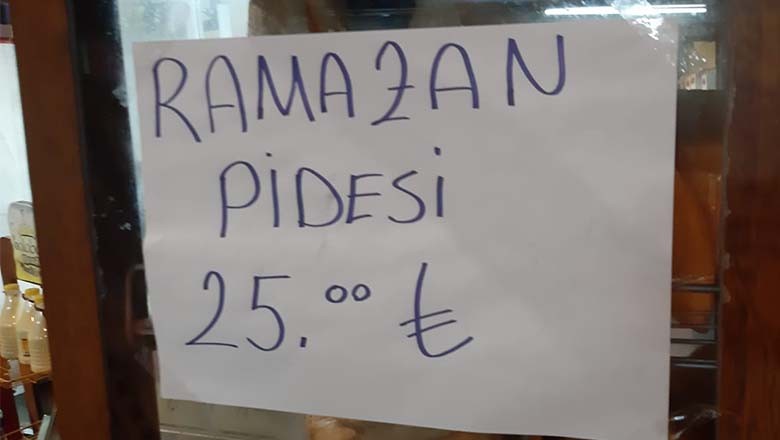 RAMAZAN
PİDESİ
25.00 ₺